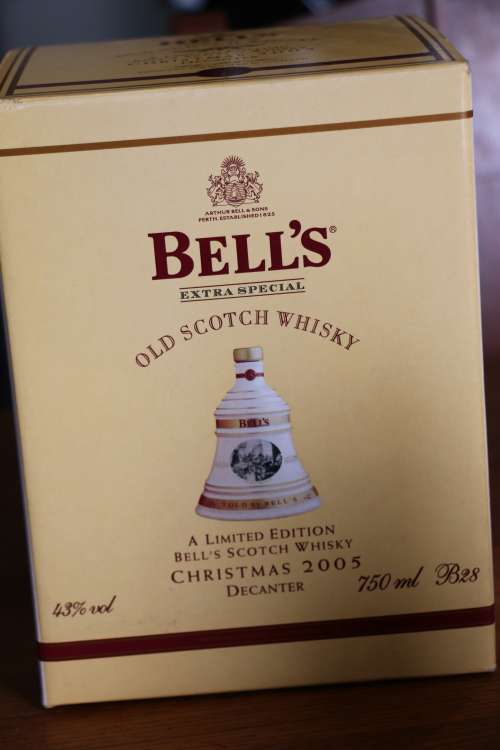 ARTHUR BELL & SONS
PERTH, ESTABLISHED 1825
BELL'S®
EXTRA SPECIAL
OLD SCOTCH WHISKY
BELL'S
A LIMITED EDITION
BELL'S SCOTCH WHISKY
CHRISTMAS 2005
DECANTER
43% vol
750 ml
B28